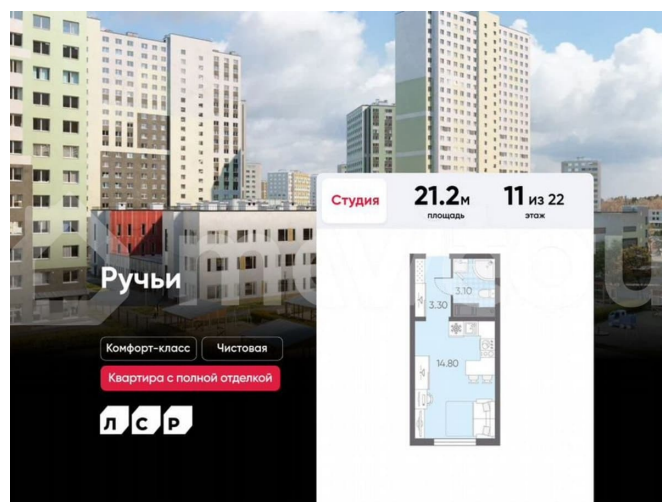 Студия
21.2м
площадь
11 из 22
этаж
Ручьи
3.10
3.30
14.80
Комфорт-класс
Чистовая
Квартира с полной отделкой
ЛСР